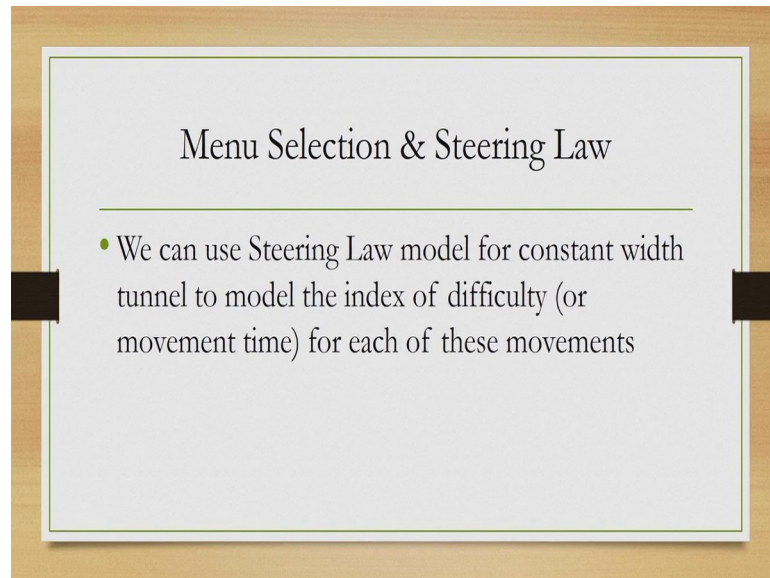 Menu Selection & Steering Law
• We can use Steering Law model for constant width
tunnel to model the index of difficulty (or
movement time) for each of these movements